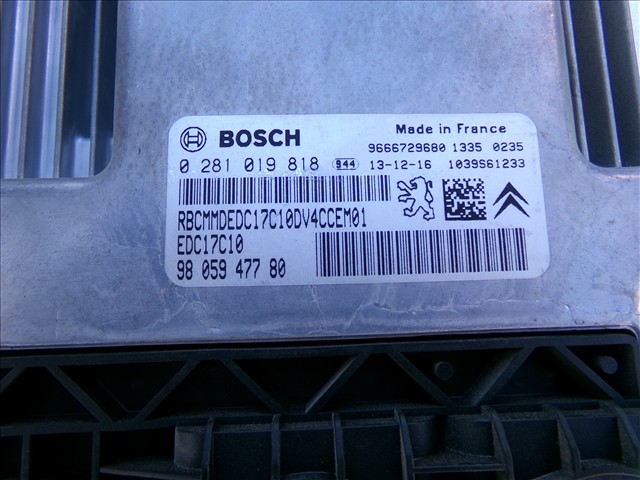 BOSCH
Made in France
9666729680 1335 0235
0 281 019 818 944 13-12-16 1039S61233
RBCMMDEDC17C10DV4CCEM01
EDC17C10
98 059 477 80